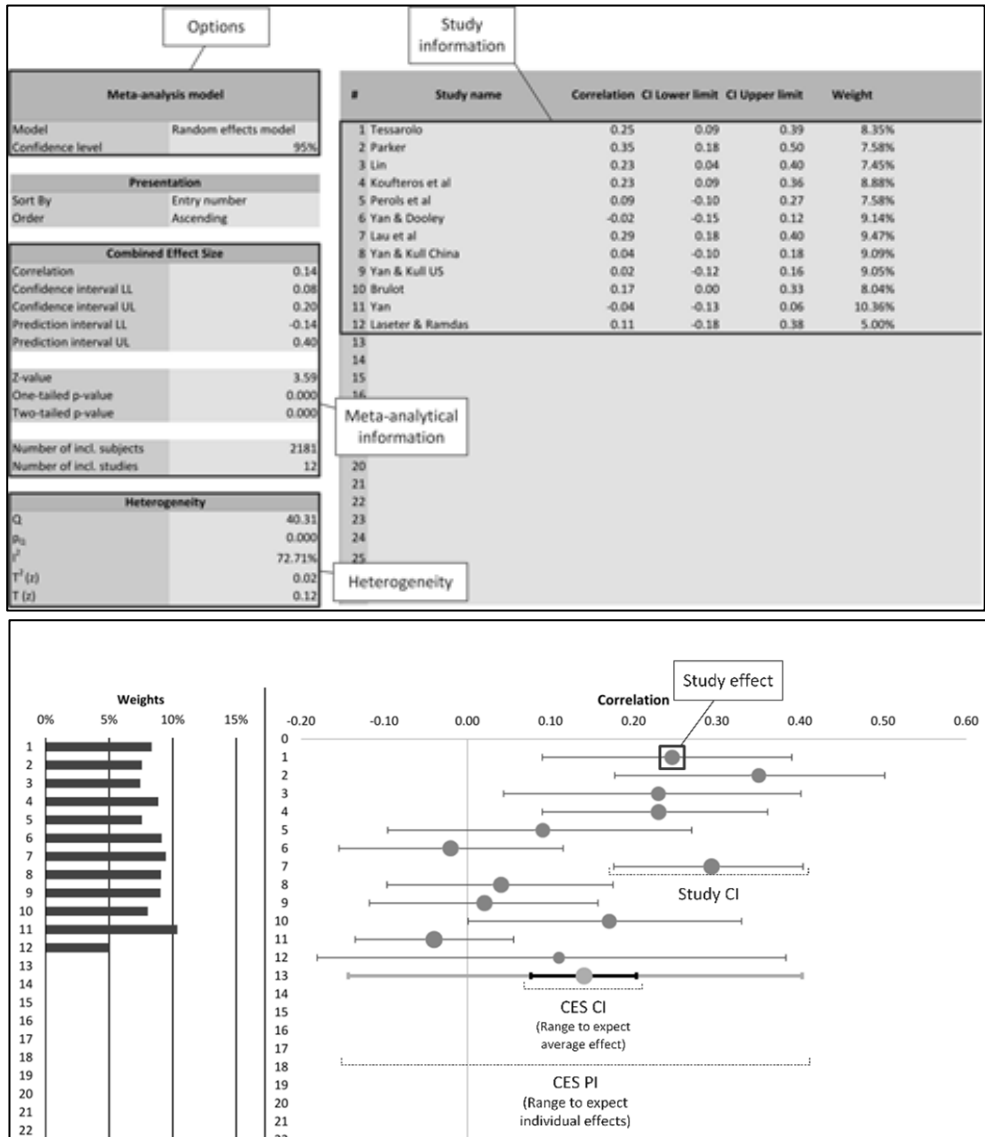 Options
Study
information
Meta-analysis model
Model Random effects model
Confidence level 95%
Presentation
Sort By Entry number
Order Ascending
Combined Effect Size
Correlation 0.14
Confidence interval LL 0.08
Confidence interval UL 0.20
Prediction interval LL -0.14
Prediction interval UL 0.40
Z-value 3.59
One-tailed p-value 0.000
Two-tailed p-value 0.000
Number of incl. subjects 2181
Number of incl. studies 12
Meta-analytical
information
Heterogeneity
Q 40.31
pQ 0.000
I² 72.71%
T² (z) 0.02
T (z) 0.12
Heterogeneity
# Study name Correlation CI Lower limit CI Upper limit Weight
1 Tessarolo 0.25 0.09 0.39 8.35%
2 Parker 0.35 0.18 0.50 7.58%
3 Lin 0.23 0.04 0.40 7.45%
4 Koufteros et al 0.23 0.09 0.36 8.88%
5 Perols et al 0.09 -0.10 0.27 7.58%
6 Yan & Dooley -0.02 -0.15 0.12 9.14%
7 Lau et al 0.29 0.18 0.40 9.47%
8 Yan & Kull China 0.04 -0.10 0.18 9.09%
9 Yan & Kull US 0.02 -0.12 0.16 9.05%
10 Brulot 0.17 0.00 0.33 8.04%
11 Yan -0.04 -0.13 0.06 10.36%
12 Laseter & Ramdas 0.11 -0.18 0.38 5.00%
13
14
15
20
21
22
23
24
25
Weights
0% 5% 10% 15%
1
2
3
4
5
6
7
8
9
10
11
12
13
14
15
16
17
18
19
20
21
22
Study effect
Correlation
-0.20 -0.10 0.00 0.10 0.20 0.30 0.40 0.50 0.60
0
1
2
3
4
5
6
7
Study CI
8
9
10
11
12
13
14
CES CI
15
(Range to expect
16
average effect)
17
18
CES PI
19
(Range to expect
20
individual effects)
21